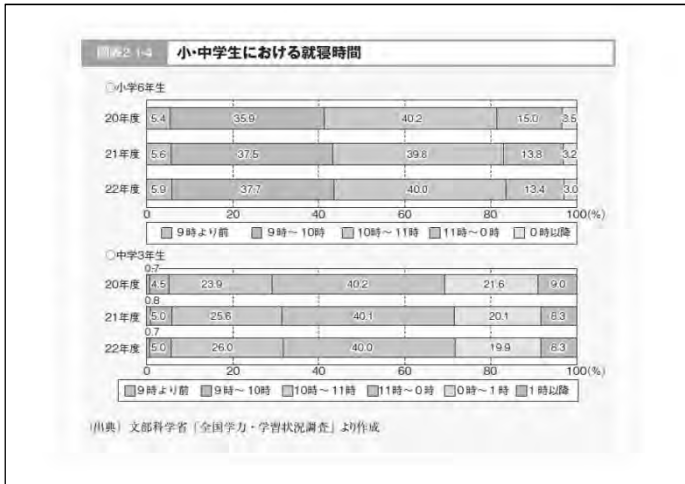 図表2-1-4 小・中学生における就寝時間
○小学6年生
20年度 5.4 35.9 40.2 15.0 3.5
21年度 5.6 37.5 39.8 13.8 3.2
22年度 5.9 37.7 40.0 13.4 3.0
0 20 40 60 80 100(%)
9時より前 9時～10時 10時～11時 11時～0時 0時以降
○中学3年生
0.7
20年度 4.5 23.9 40.2 21.6 9.0
0.8
21年度 5.0 25.6 40.1 20.1 8.3
0.7
22年度 5.0 26.0 40.0 19.9 8.3
0 20 40 60 80 100(%)
9時より前 9時～10時 10時～11時 11時～0時 0時～1時 1時以降
(出典) 文部科学省「全国学力・学習状況調査」より作成